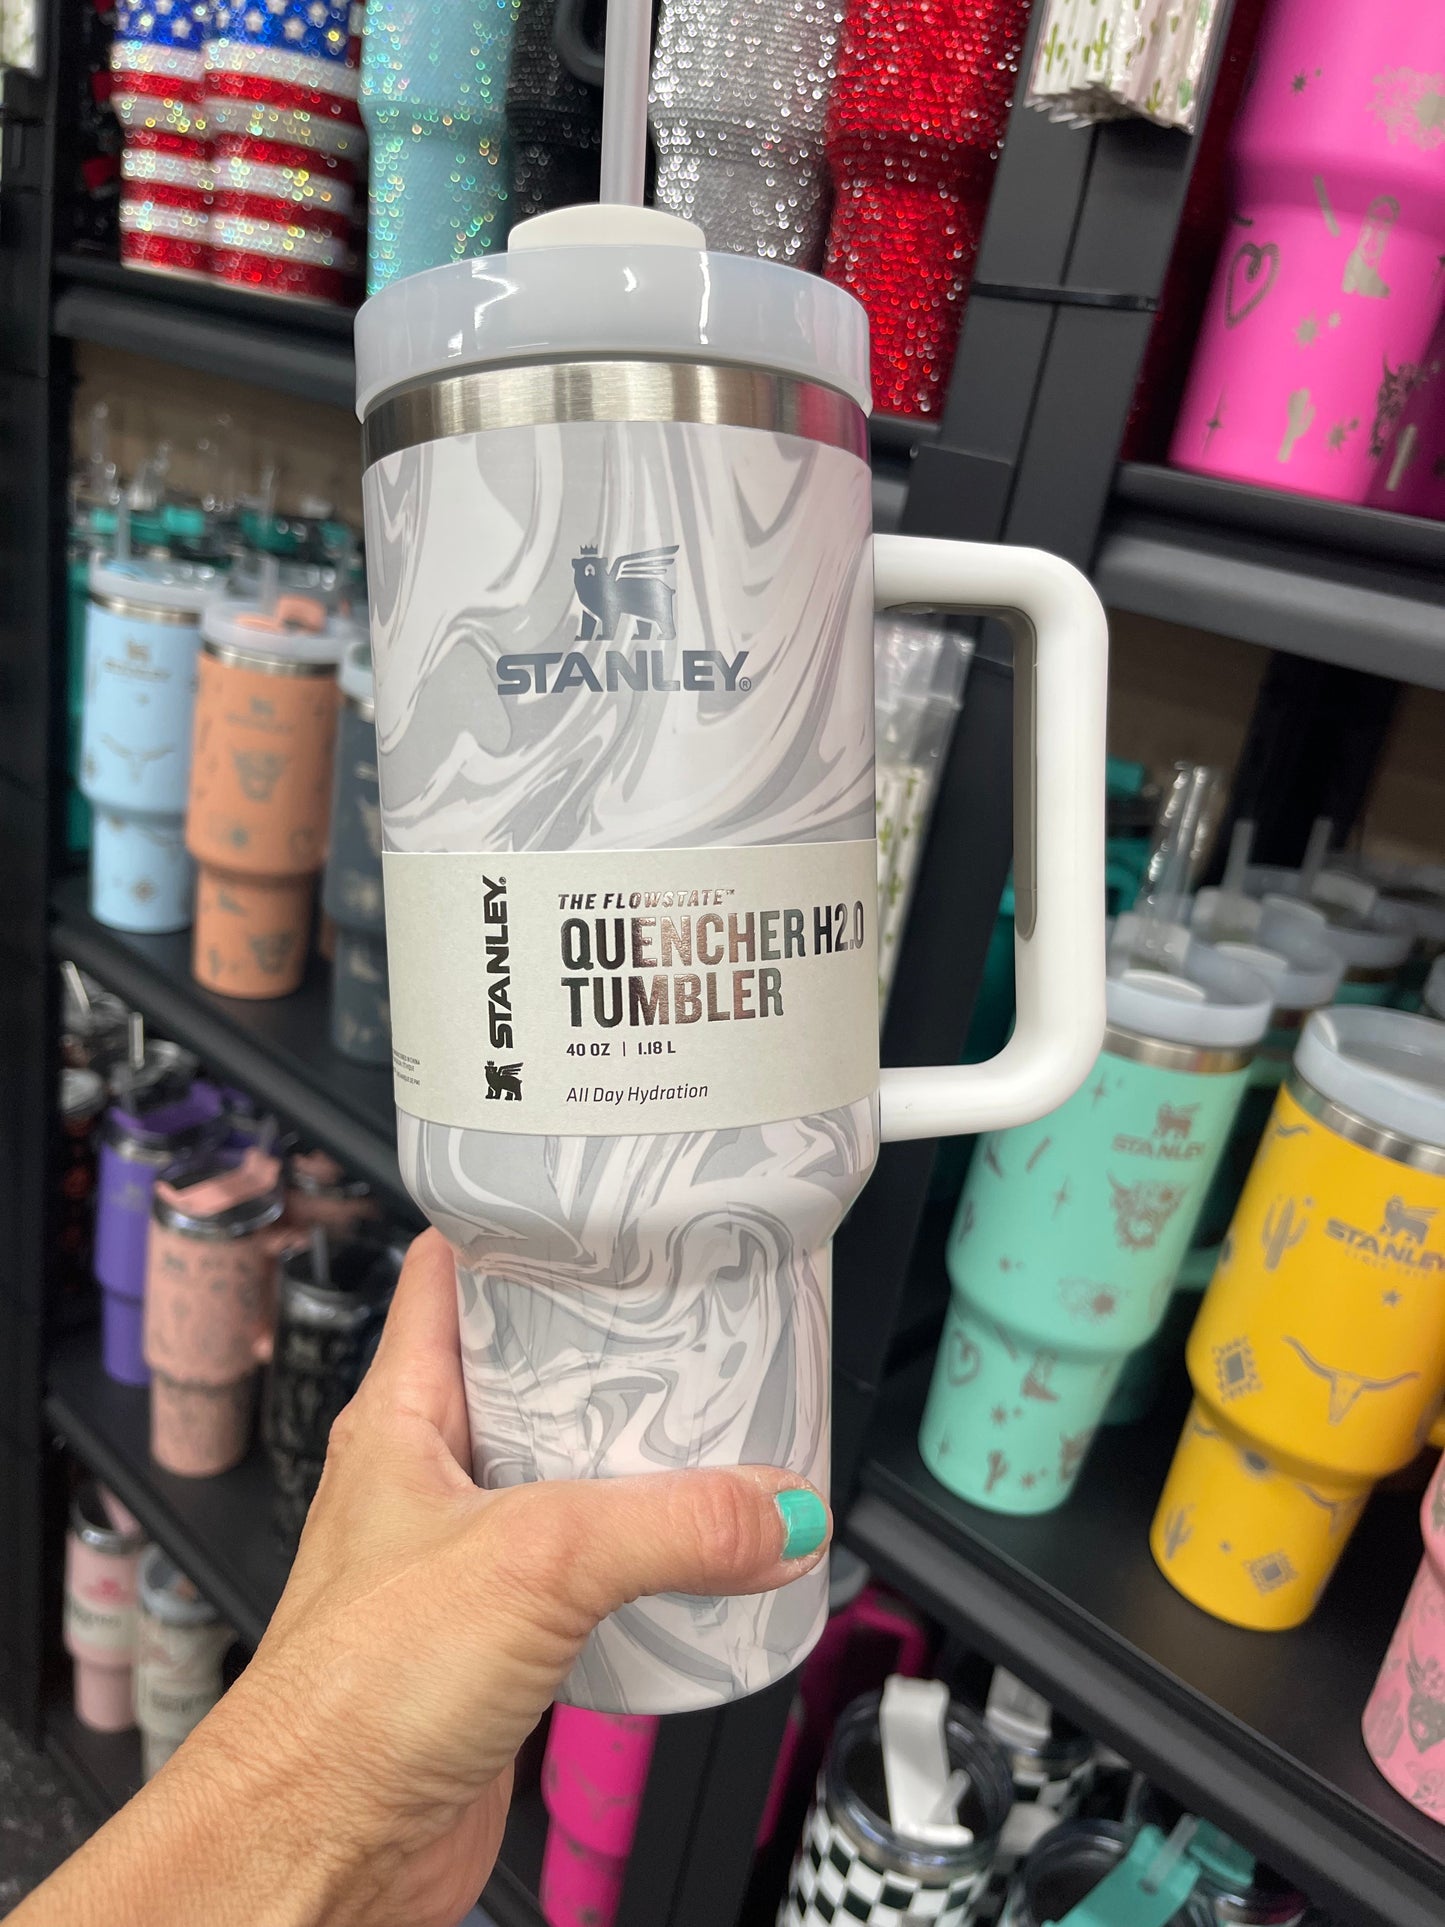 STANLEY®
STANLEY®
THE FLOWSTATE™
QUENCHER H2.0
TUMBLER
40 OZ | 1.18 L
All Day Hydration
STANLEY
STANLEY